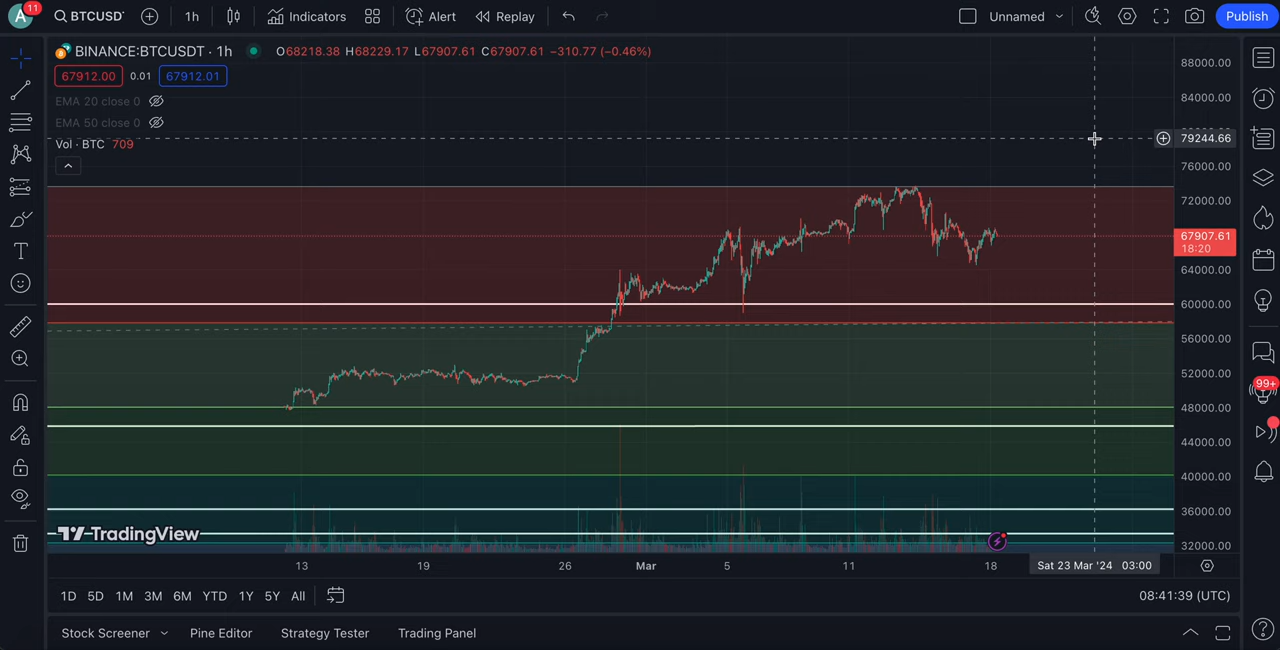 A 11 BTCUSDT 1h Indicators Alert Replay Unnamed Publish
BINANCE:BTCUSDT · 1h O68218.38 H68229.17 L67907.61 C67907.61 −310.77 (−0.46%)
67912.00 0.01 67912.01
EMA 20 close 0
EMA 50 close 0
Vol · BTC 709
88000.00
84000.00
79244.66
76000.00
72000.00
67907.61
18:20
64000.00
60000.00
56000.00
52000.00
48000.00
44000.00
40000.00
36000.00
32000.00
99+
TradingView
13 19 26 Mar 5 11 18 Sat 23 Mar '24 03:00
1D 5D 1M 3M 6M YTD 1Y 5Y All 08:41:39 (UTC)
Stock Screener Pine Editor Strategy Tester Trading Panel